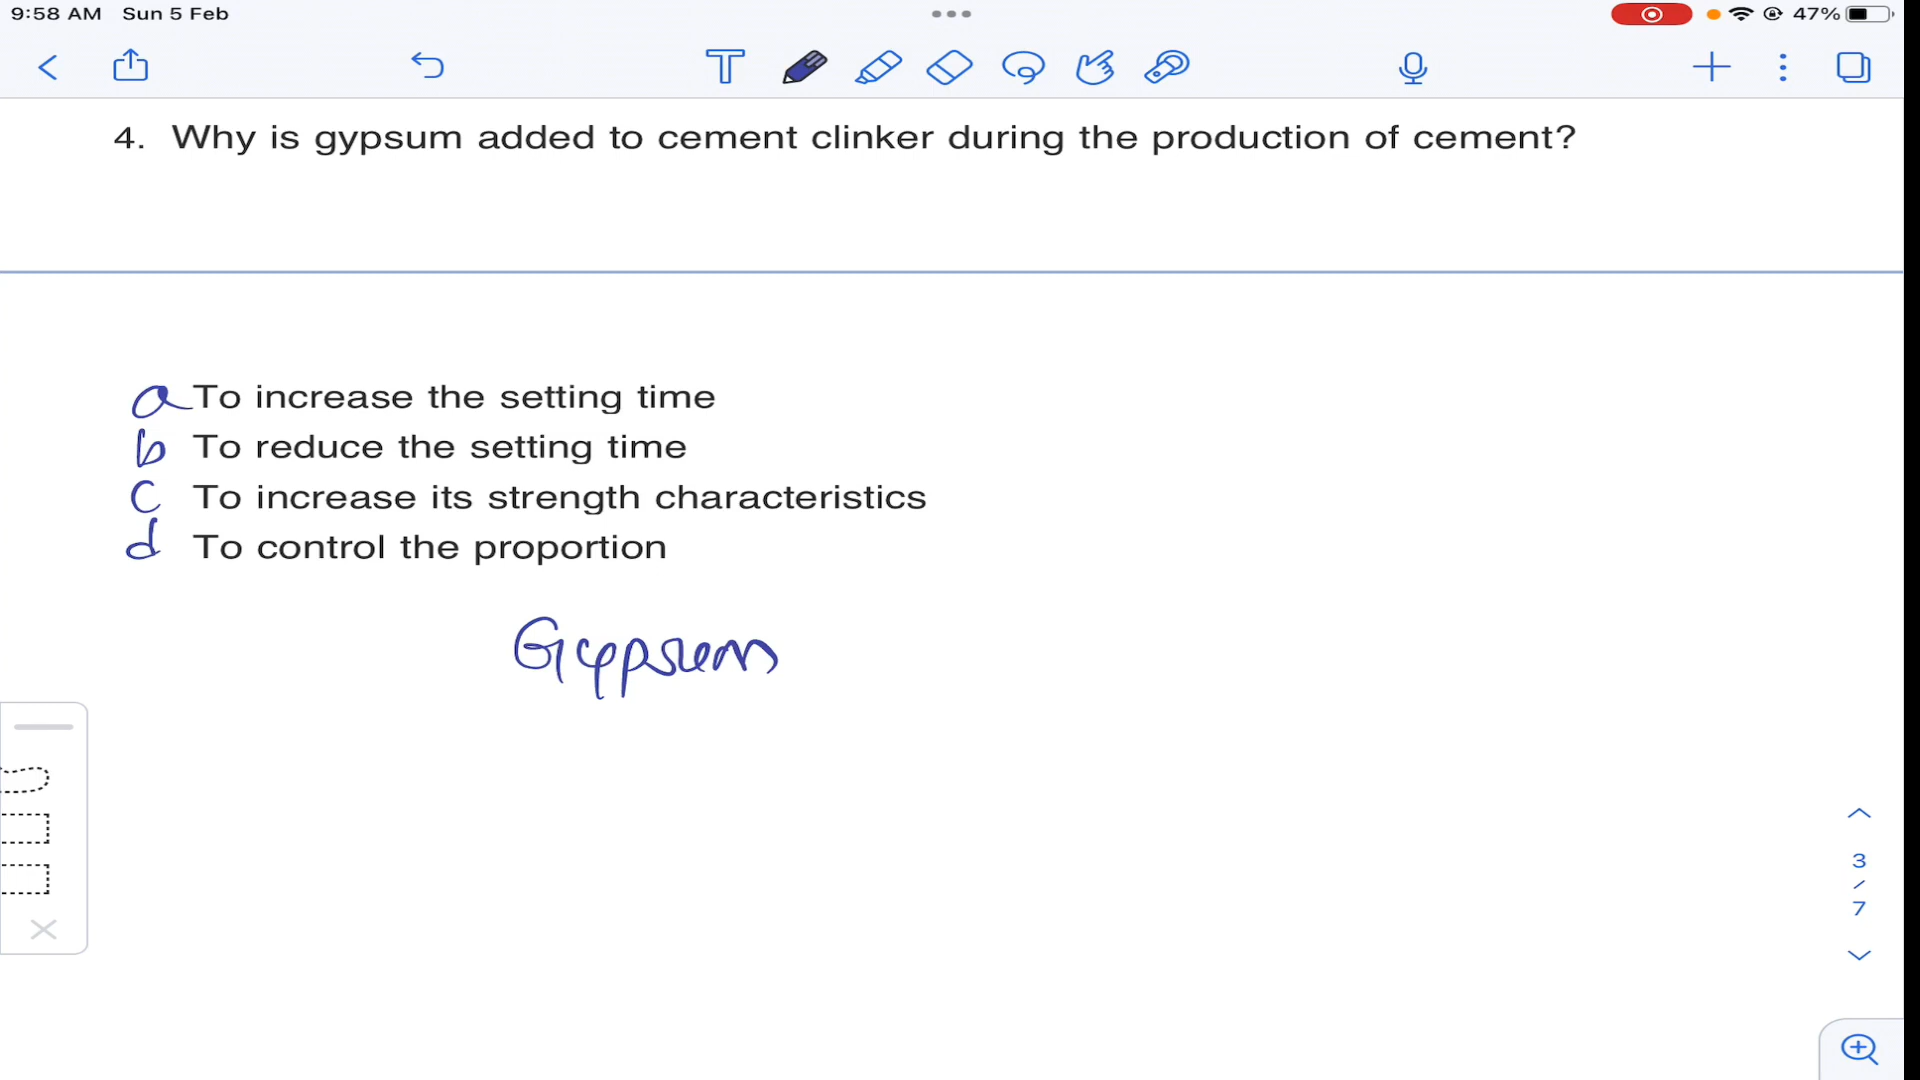 9:58 AM Sun 5 Feb
47%
4. Why is gypsum added to cement clinker during the production of cement?
a To increase the setting time
b To reduce the setting time
c To increase its strength characteristics
d To control the proportion
Gypsum
3
/
7